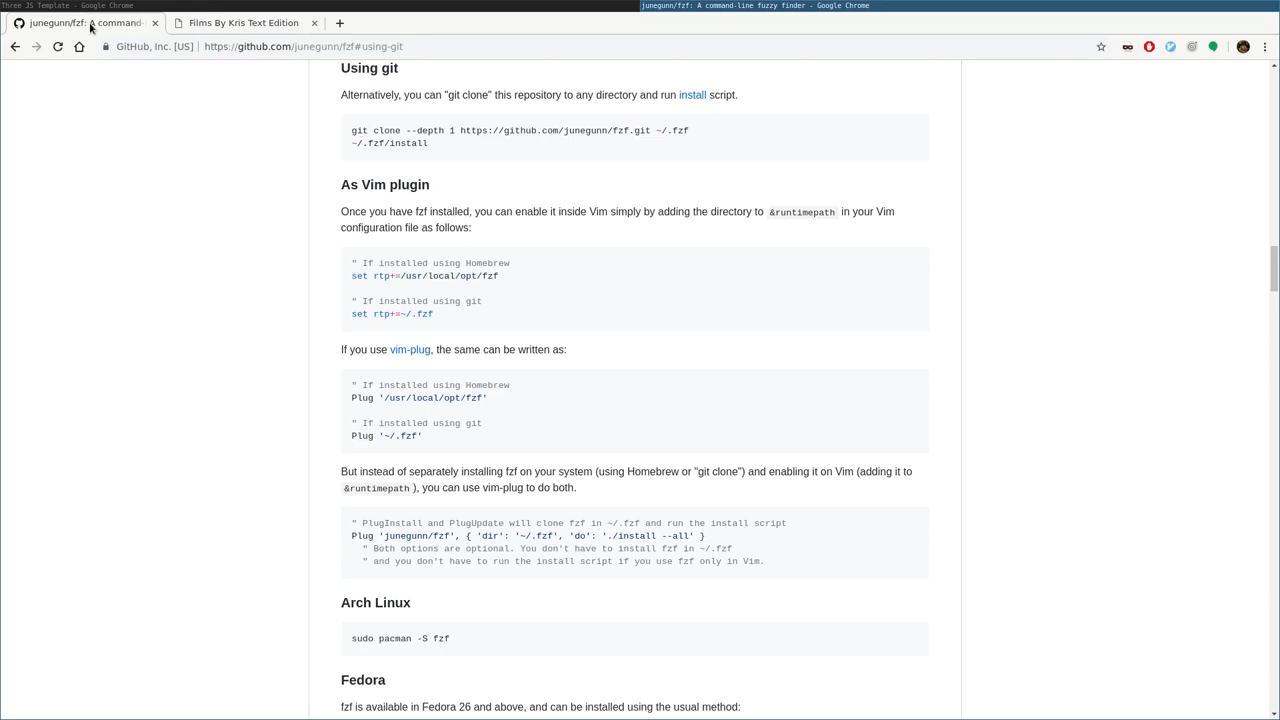 Three JS Template - Google Chrome
junegunn/fzf: A command-line fuzzy finder - Google Chrome
junegunn/fzf: A command-
Films By Kris Text Edition
GitHub, Inc. [US]
https://github.com/junegunn/fzf#using-git
Using git
Alternatively, you can "git clone" this repository to any directory and run install script.
git clone --depth 1 https://github.com/junegunn/fzf.git ~/.fzf
~/.fzf/install
As Vim plugin
Once you have fzf installed, you can enable it inside Vim simply by adding the directory to &runtimepath in your Vim
configuration file as follows:
" If installed using Homebrew
set rtp+=/usr/local/opt/fzf
" If installed using git
set rtp+=~/.fzf
If you use vim-plug, the same can be written as:
" If installed using Homebrew
Plug '/usr/local/opt/fzf'
" If installed using git
Plug '~/.fzf'
But instead of separately installing fzf on your system (using Homebrew or "git clone") and enabling it on Vim (adding it to
&runtimepath), you can use vim-plug to do both.
" PlugInstall and PlugUpdate will clone fzf in ~/.fzf and run the install script
Plug 'junegunn/fzf', { 'dir': '~/.fzf', 'do': './install --all' }
" Both options are optional. You don't have to install fzf in ~/.fzf
" and you don't have to run the install script if you use fzf only in Vim.
Arch Linux
sudo pacman -S fzf
Fedora
fzf is available in Fedora 26 and above, and can be installed using the usual method: